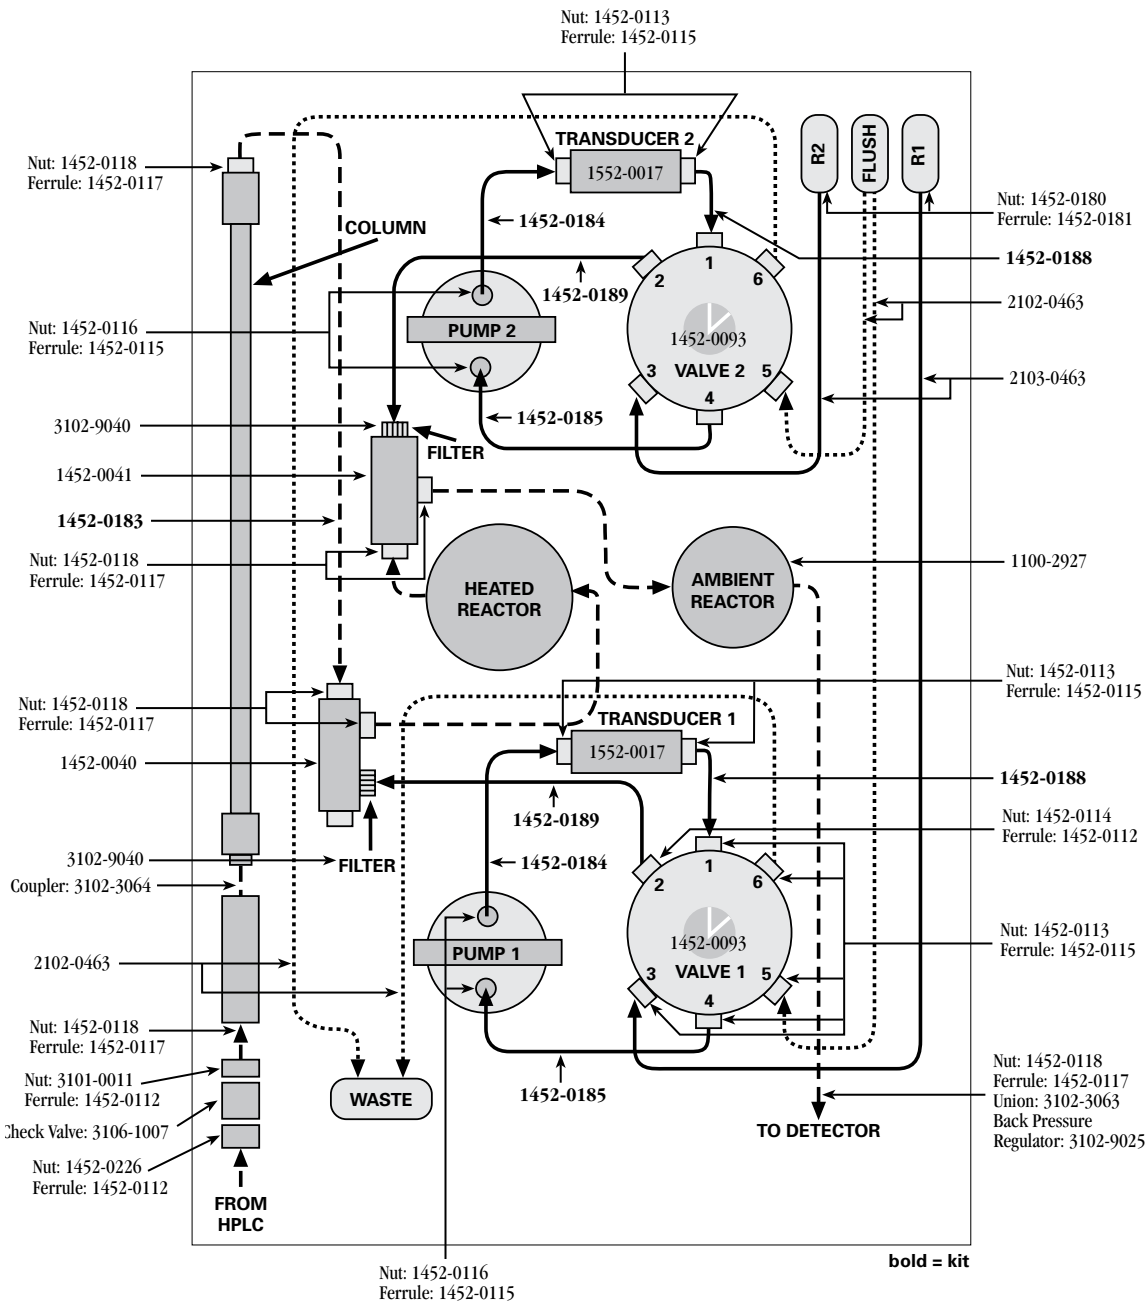 Nut: 1452-0113
Ferrule: 1452-0115
TRANSDUCER 2
1552-0017
R2
FLUSH
R1
Nut: 1452-0118
Ferrule: 1452-0117
Nut: 1452-0180
Ferrule: 1452-0181
1452-0184
COLUMN
1
2
6
1452-0188
1452-0189
2102-0463
Nut: 1452-0116
Ferrule: 1452-0115
PUMP 2
1452-0093
VALVE 2
3
5
4
2103-0463
3102-9040
1452-0185
FILTER
1452-0041
1452-0183
Nut: 1452-0118
Ferrule: 1452-0117
HEATED
REACTOR
AMBIENT
REACTOR
1100-2927
Nut: 1452-0113
Ferrule: 1452-0115
Nut: 1452-0118
Ferrule: 1452-0117
TRANSDUCER 1
1552-0017
1452-0040
1452-0188
1452-0189
Nut: 1452-0114
Ferrule: 1452-0112
3102-9040
FILTER
1452-0184
1
2
6
Coupler: 3102-3064
1452-0093
VALVE 1
3
5
4
Nut: 1452-0113
Ferrule: 1452-0115
PUMP 1
2102-0463
Nut: 1452-0118
Ferrule: 1452-0117
Nut: 3101-0011
Ferrule: 1452-0112
WASTE
1452-0185
Nut: 1452-0118
Ferrule: 1452-0117
Union: 3102-3063
Back Pressure
Regulator: 3102-9025
TO DETECTOR
Check Valve: 3106-1007
Nut: 1452-0226
Ferrule: 1452-0112
FROM
HPLC
bold = kit
Nut: 1452-0116
Ferrule: 1452-0115